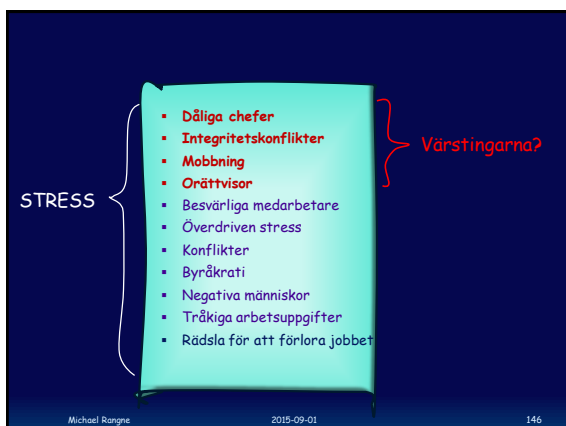 Dåliga chefer
Integritetskonflikter
Mobbning
Orättvisor
Besvärliga medarbetare
Överdriven stress
Konflikter
Byråkrati
Negativa människor
Tråkiga arbetsuppgifter
Rädsla för att förlora jobbet
STRESS
Värstingarna?
Michael Rangne 2015-09-01 146